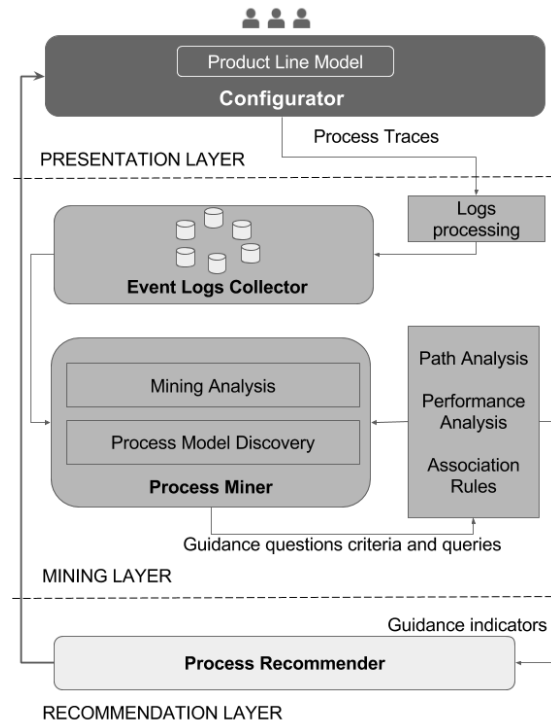 Product Line Model
Configurator
Process Traces
PRESENTATION LAYER
Logs
processing
Event Logs Collector
Mining Analysis
Process Model Discovery
Process Miner
Path Analysis
Performance
Analysis
Association
Rules
Guidance questions criteria and queries
MINING LAYER
Guidance indicators
Process Recommender
RECOMMENDATION LAYER